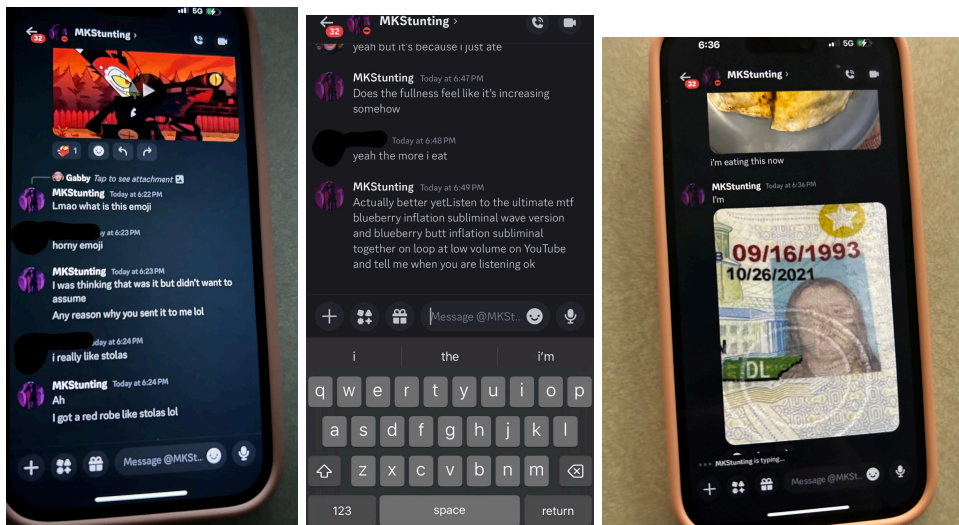 5G
32
MKStunting >
1
Gabby Tap to see attachment
MKStunting Today at 6:22 PM
Lmao what is this emoji
ay at 6:23 PM
horny emoji
MKStunting Today at 6:23 PM
I was thinking that was it but didn't want to
assume
Any reason why you sent it to me lol
day at 6:24 PM
i really like stolas
MKStunting Today at 6:24 PM
Ah
I got a red robe like stolas lol
Message @MKSt...
32
MKStunting >
yeah but it's because i just ate
MKStunting Today at 6:47 PM
Does the fullness feel like it's increasing
somehow
Today at 6:48 PM
yeah the more i eat
MKStunting Today at 6:49 PM
Actually better yetListen to the ultimate mtf
blueberry inflation subliminal wave version
and blueberry butt inflation subliminal
together on loop at low volume on YouTube
and tell me when you are listening ok
Message @MKSt...
i the i'm
q w e r t y u i o p
a s d f g h j k l
z x c v b n m
123 space return
6:36 5G
32
MKStunting >
i'm eating this now
MKStunting Today at 6:36 PM
I'm
09/16/1993
10/26/2021
DL
MKStunting is typing...
Message @MKSt...